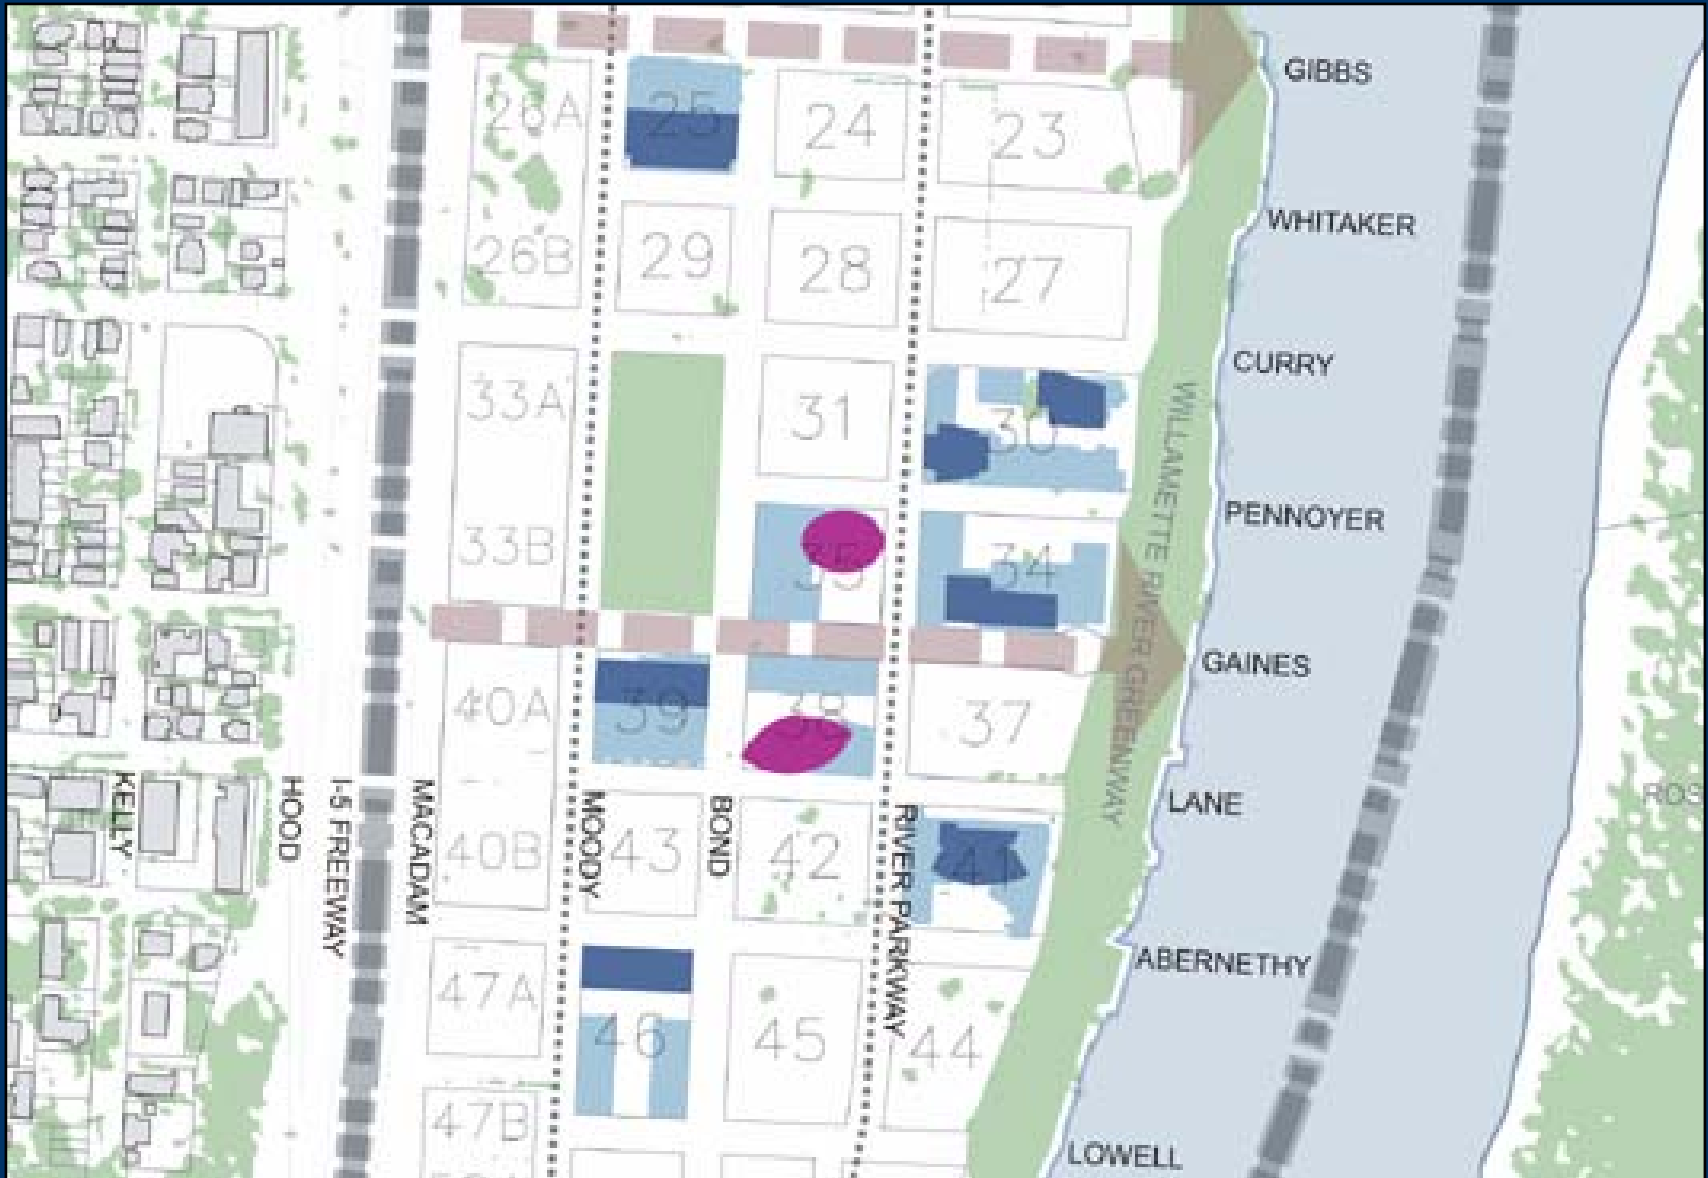 GIBBS
26A
25
24
23
WHITAKER
26B
29
28
27
CURRY
33A
31
30
WILLAMETTE RIVER GREENWAY
PENNOYER
33B
35
34
GAINES
40A
39
38
37
KELLY
HOOD
I-5 FREEWAY
MACADAM
MOODY
BOND
RIVER PARKWAY
LANE
ROS
40B
43
42
41
ABERNETHY
47A
46
45
44
47B
LOWELL